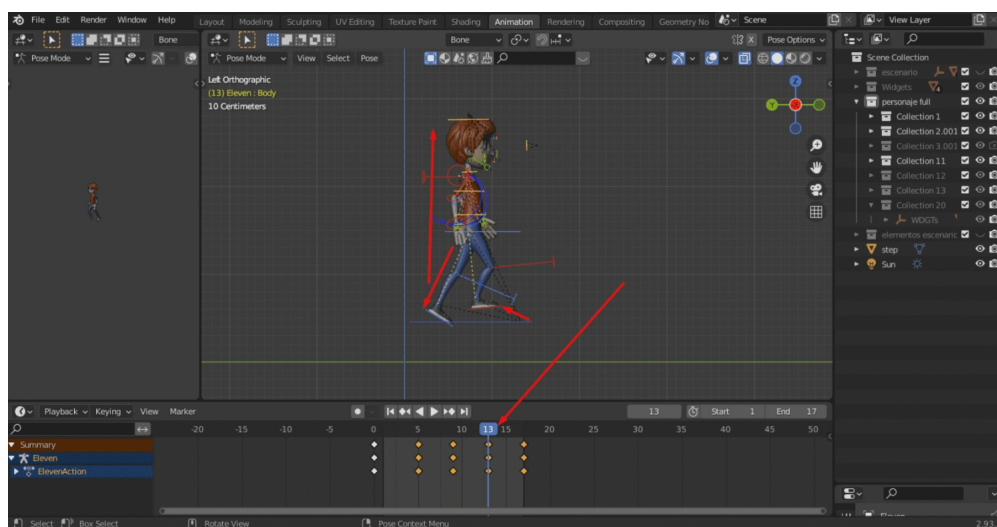 File Edit Render Window Help Layout Modeling Sculpting UV Editing Texture Paint Shading Animation Rendering Compositing Geometry No Scene View Layer
Bone Bone Pose Options
Pose Mode Pose Mode View Select Pose Scene Collection
Left Orthographic
(13) Eleven : Body
10 Centimeters
Z
Y
escenario
Widgets 4
personaje full
Collection 1
Collection 2.001
Collection 3.001
Collection 11
Collection 12
Collection 13
Collection 20
WDGTs
elementos escenaric
step
Sun
Playback Keying View Marker 13 Start 1 End 17
-20 -15 -10 -5 0 5 10 13 15 20 25 30 35 40 45 50
Summary
Eleven
ElevenAction
Select Box Select Rotate View Pose Context Menu 2.93